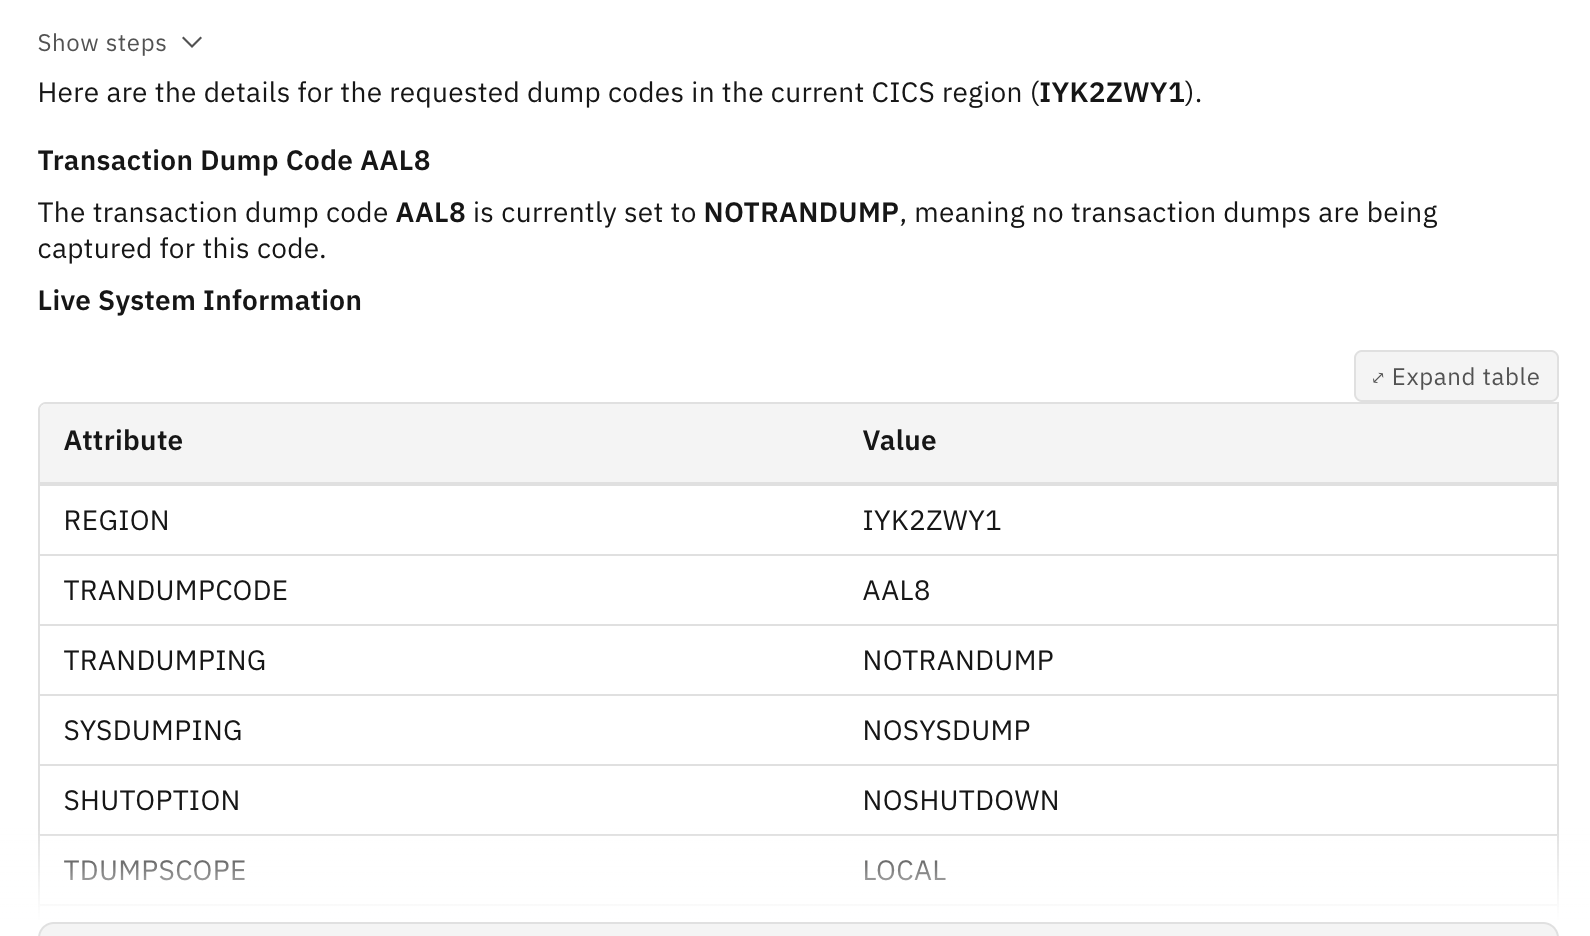 Show steps
Here are the details for the requested dump codes in the current CICS region (IYK2ZWY1).
Transaction Dump Code AAL8
The transaction dump code AAL8 is currently set to NOTRANDUMP, meaning no transaction dumps are being
captured for this code.
Live System Information
Expand table
Attribute Value
REGION IYK2ZWY1
TRANDUMPCODE AAL8
TRANDUMPING NOTRANDUMP
SYSDUMPING NOSYSDUMP
SHUTOPTION NOSHUTDOWN
TDUMPSCOPE LOCAL